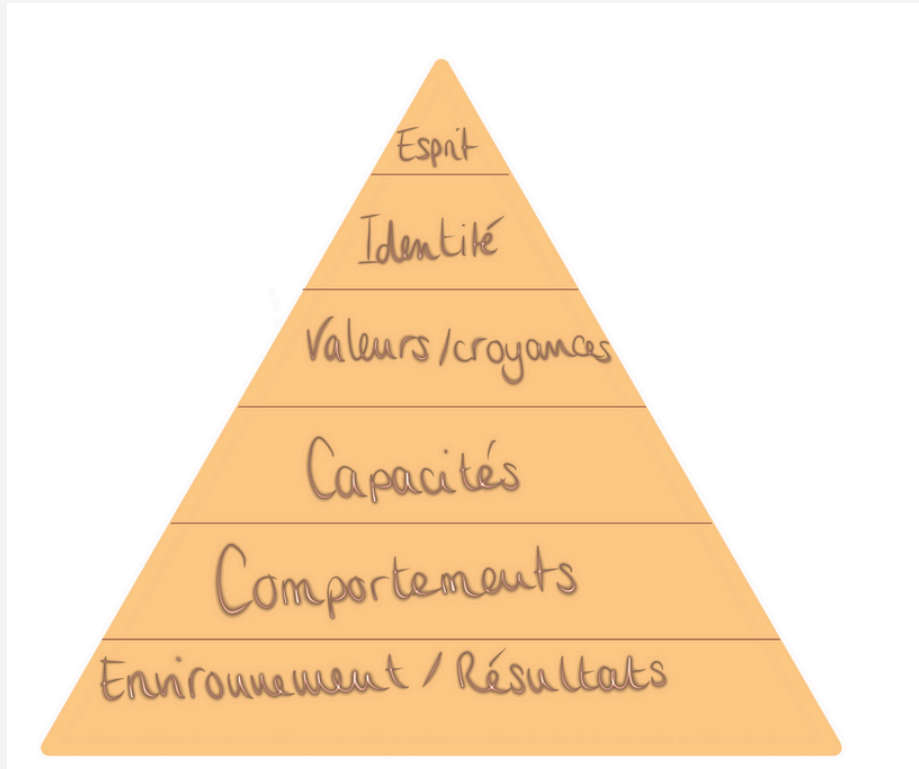 Esprit
Identité
Valeurs/croyances
Capacités
Comportements
Environnement / Résultats